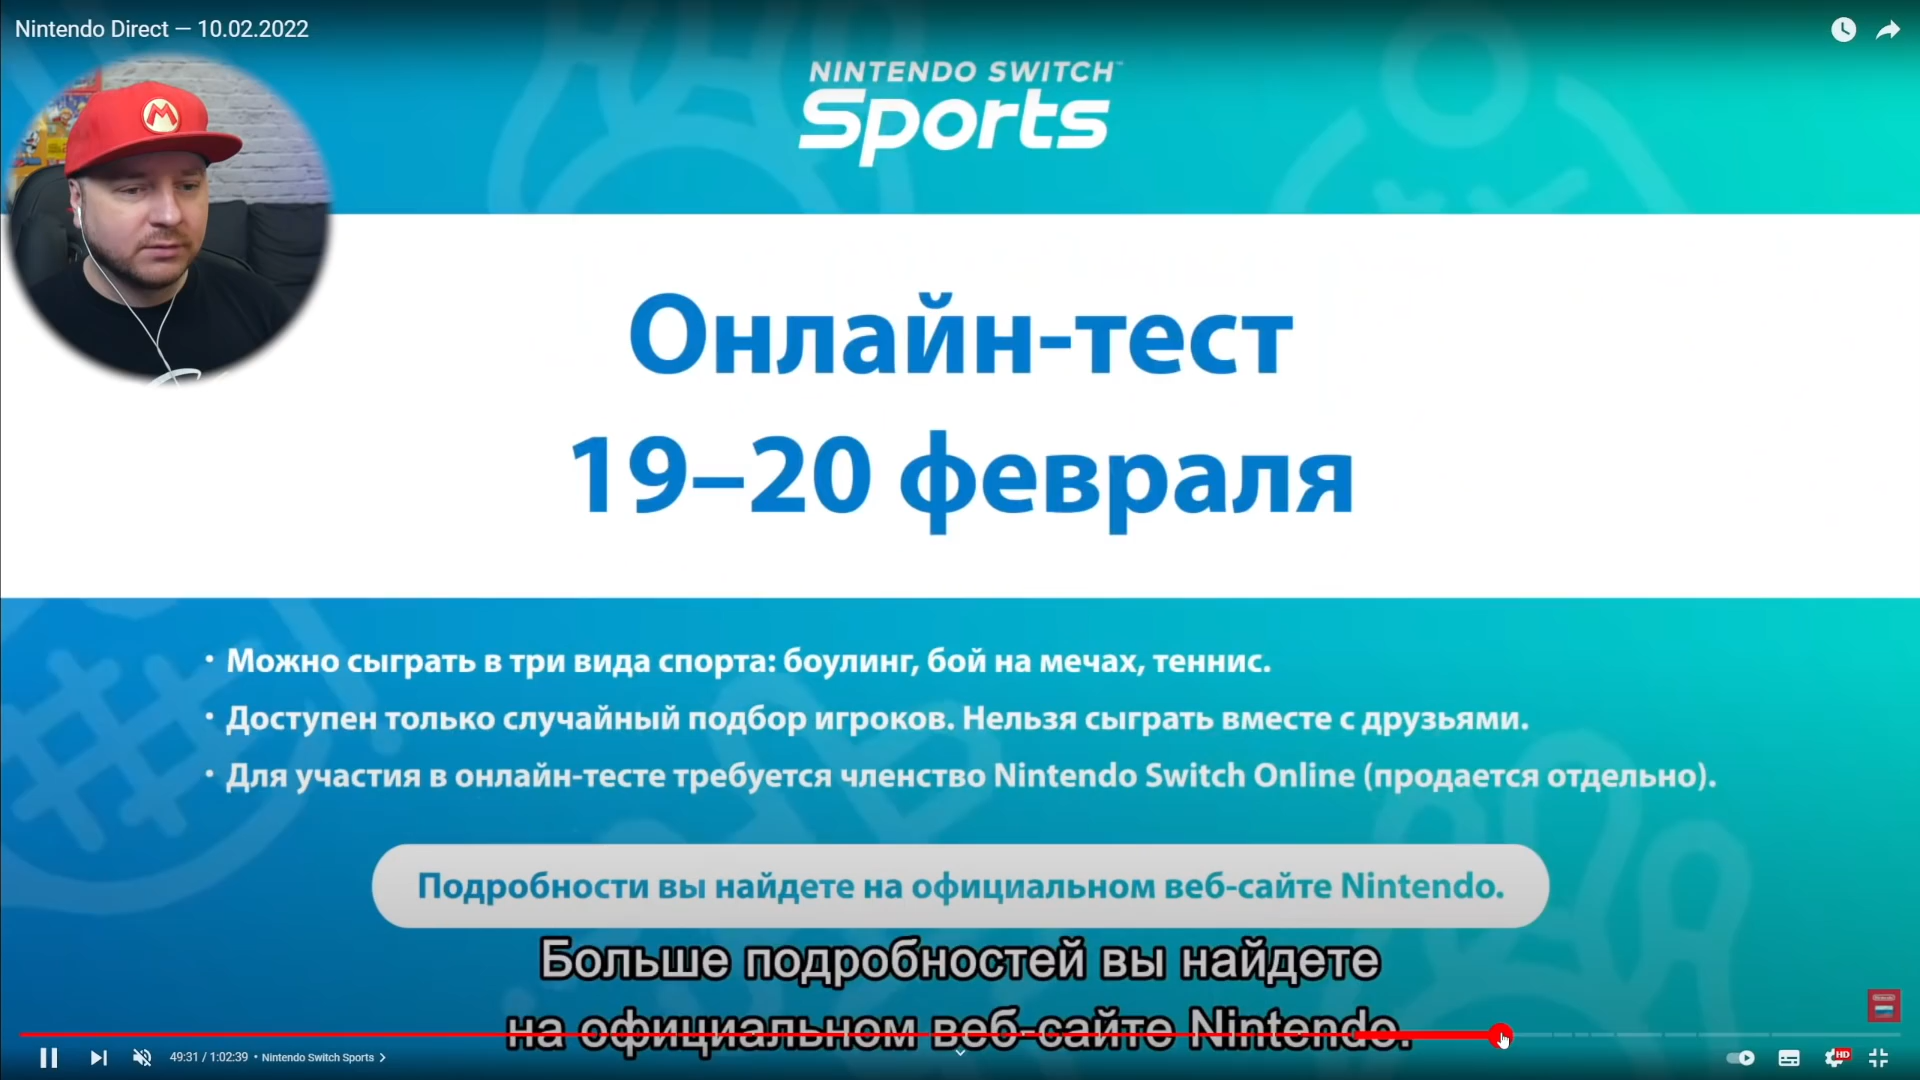 Nintendo Direct — 10.02.2022
NINTENDO SWITCH™
Sports
M
Онлайн-тест
19–20 февраля
• Можно сыграть в три вида спорта: боулинг, бой на мечах, теннис.
• Доступен только случайный подбор игроков. Нельзя сыграть вместе с друзьями.
• Для участия в онлайн-тесте требуется членство Nintendo Switch Online (продается отдельно).
Подробности вы найдете на официальном веб-сайте Nintendo.
Больше подробностей вы найдете
на официальном веб-сайте Nintendo.
49:31 / 1:02:39 • Nintendo Switch Sports
HD